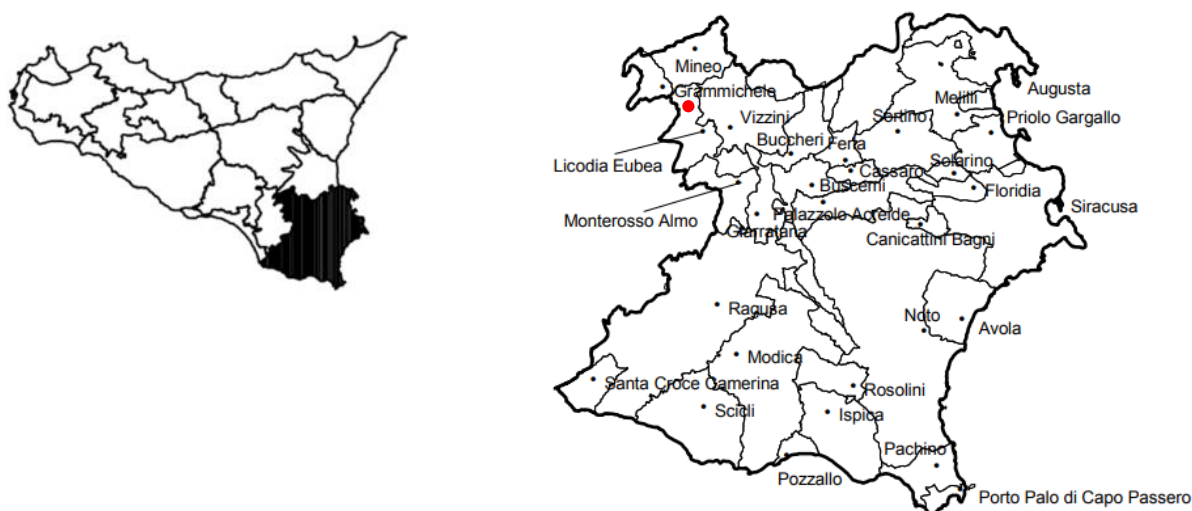 Mineo
Grammichele
Augusta
Melilli
Vizzini
Sortino
Priolo Gargallo
Buccheri
Ferla
Licodia Eubea
Solarino
Cassaro
Buscemi
Floridia
Siracusa
Monterosso Almo
Palazzolo Acreide
Giarratana
Canicattini Bagni
Ragusa
Noto
Avola
Modica
Santa Croce Camerina
Rosolini
Scicli
Ispica
Pachino
Pozzallo
Porto Palo di Capo Passero